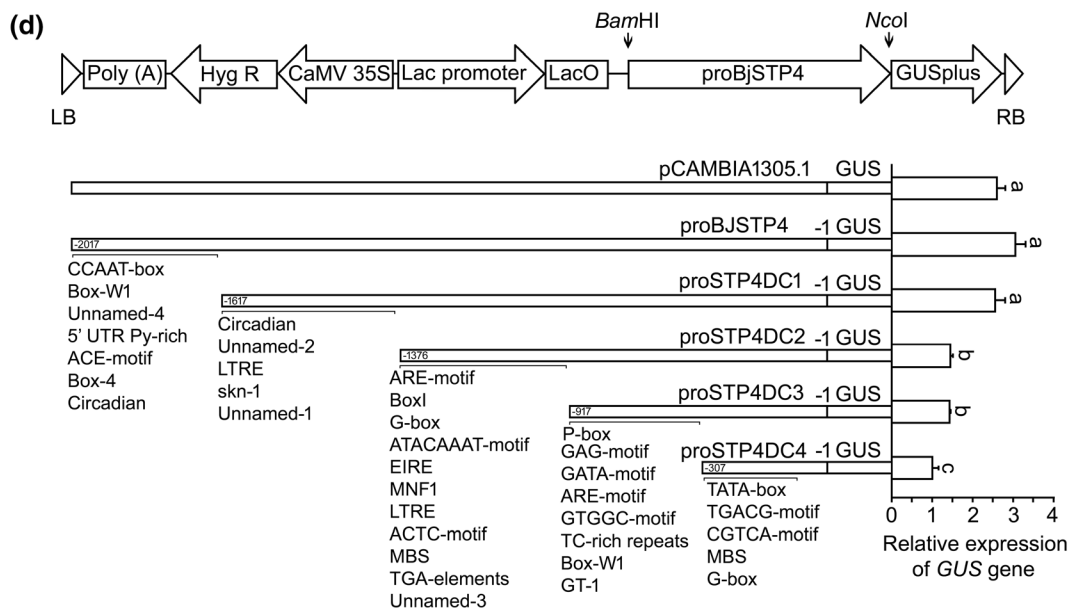 (d)
BamHI
NcoI
Poly (A)
Hyg R
CaMV 35S
Lac promoter
LacO
proBjSTP4
GUSplus
LB
RB
pCAMBIA1305.1 GUS
a
proBJSTP4 -1 GUS
-2017
a
CCAAT-box
Box-W1
Unnamed-4
5' UTR Py-rich
ACE-motif
Box-4
Circadian
proSTP4DC1 -1 GUS
-1617
a
Circadian
Unnamed-2
LTRE
skn-1
Unnamed-1
proSTP4DC2 -1 GUS
-1376
b
ARE-motif
BoxI
G-box
ATACAAAT-motif
EIRE
MNF1
LTRE
ACTC-motif
MBS
TGA-elements
Unnamed-3
proSTP4DC3 -1 GUS
-917
b
P-box
GAG-motif
GATA-motif
ARE-motif
GTGGC-motif
TC-rich repeats
Box-W1
GT-1
proSTP4DC4 -1 GUS
-307
c
TATA-box
TGACG-motif
CGTCA-motif
MBS
G-box
0 1 2 3 4
Relative expression
of GUS gene